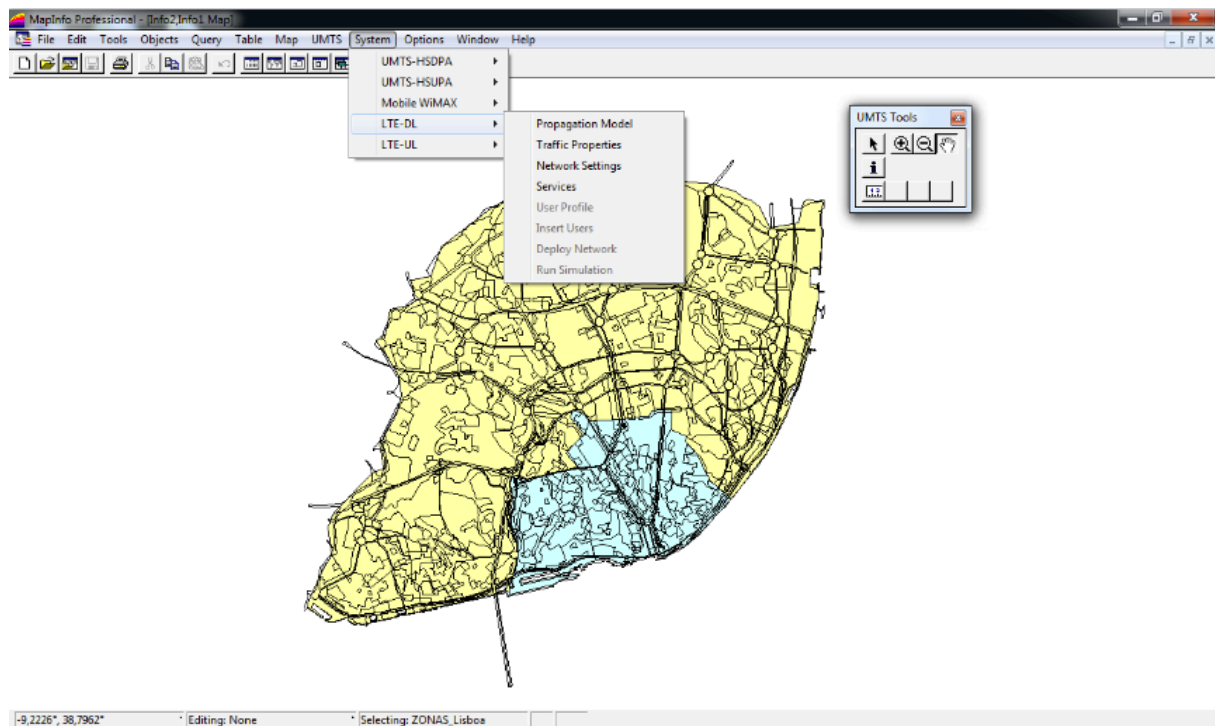 MapInfo Professional - [Info2,Info1 Map]
File Edit Tools Objects Query Table Map UMTS System Options Window Help
UMTS-HSDPA
UMTS-HSUPA
Mobile WiMAX
LTE-DL
LTE-UL
Propagation Model
Traffic Properties
Network Settings
Services
User Profile
Insert Users
Deploy Network
Run Simulation
UMTS Tools
-9,2226°, 38,7962°
Editing: None
Selecting: ZONAS_Lisboa